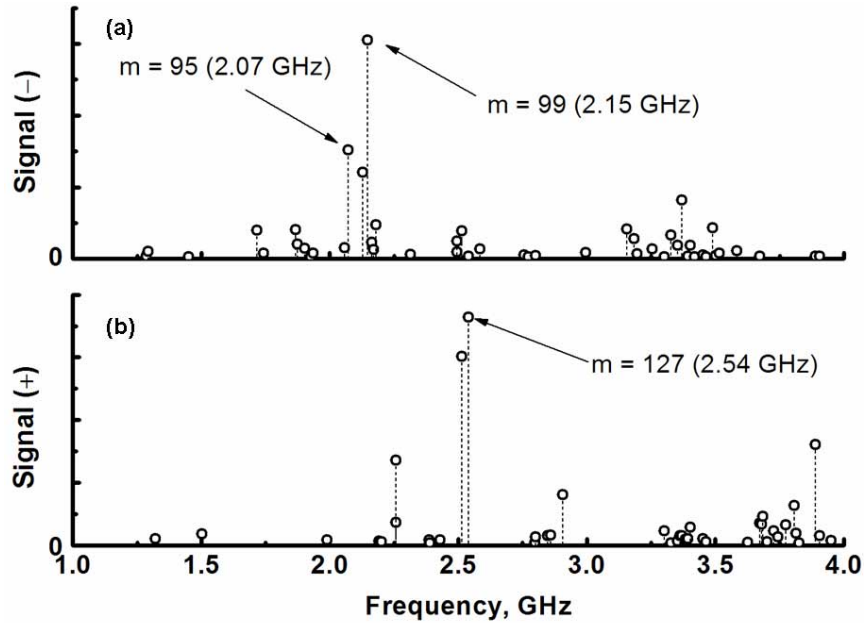 (a)
m = 95 (2.07 GHz)
m = 99 (2.15 GHz)
Signal (−)
0
(b)
m = 127 (2.54 GHz)
Signal (+)
0
1.0 1.5 2.0 2.5 3.0 3.5 4.0
Frequency, GHz